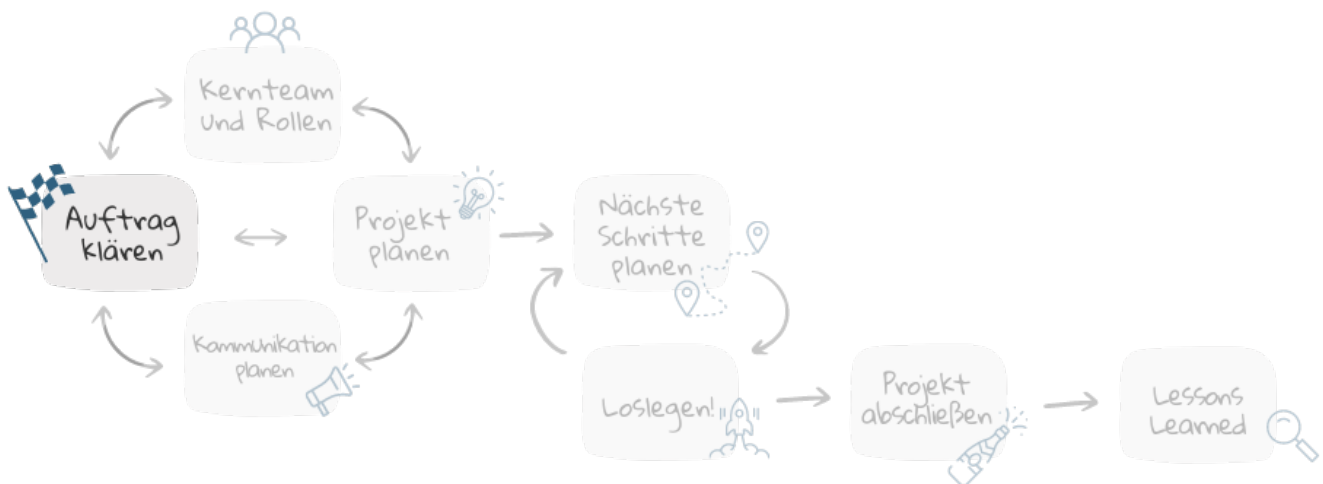 Kernteam
und Rollen
Auftrag
klären
Projekt
planen
Nächste
Schritte
planen
Kommunikation
planen
Loslegen!
Projekt
abschließen
Lessons
Learned